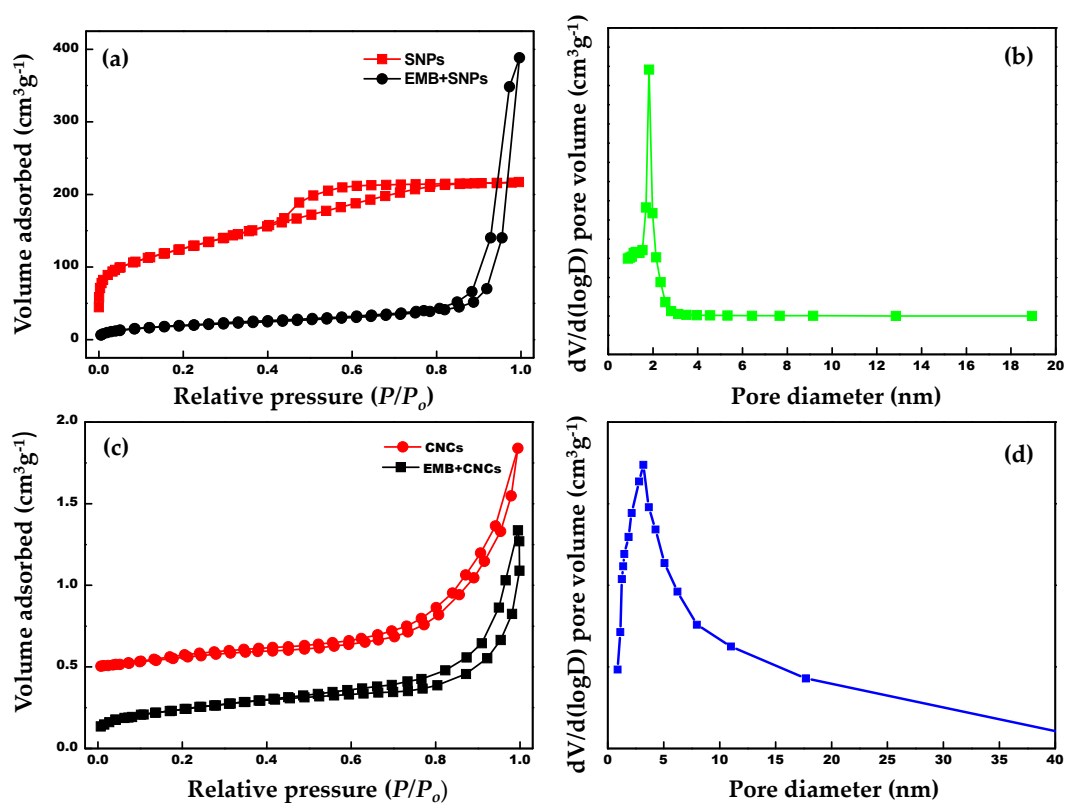 (a)
SNPs
EMB+SNPs
Volume adsorbed (cm³g⁻¹)
400
300
200
100
0
0.0 0.2 0.4 0.6 0.8 1.0
Relative pressure (P/Pₒ)
(b)
dV/d(logD) pore volume (cm³g⁻¹)
0 2 4 6 8 10 12 14 16 18 20
Pore diameter (nm)
(c)
CNCs
EMB+CNCs
Volume adsorbed (cm³g⁻¹)
2.0
1.5
1.0
0.5
0.0
0.0 0.2 0.4 0.6 0.8 1.0
Relative pressure (P/Pₒ)
(d)
dV/d(logD) pore volume (cm³g⁻¹)
0 5 10 15 20 25 30 35 40
Pore diameter (nm)